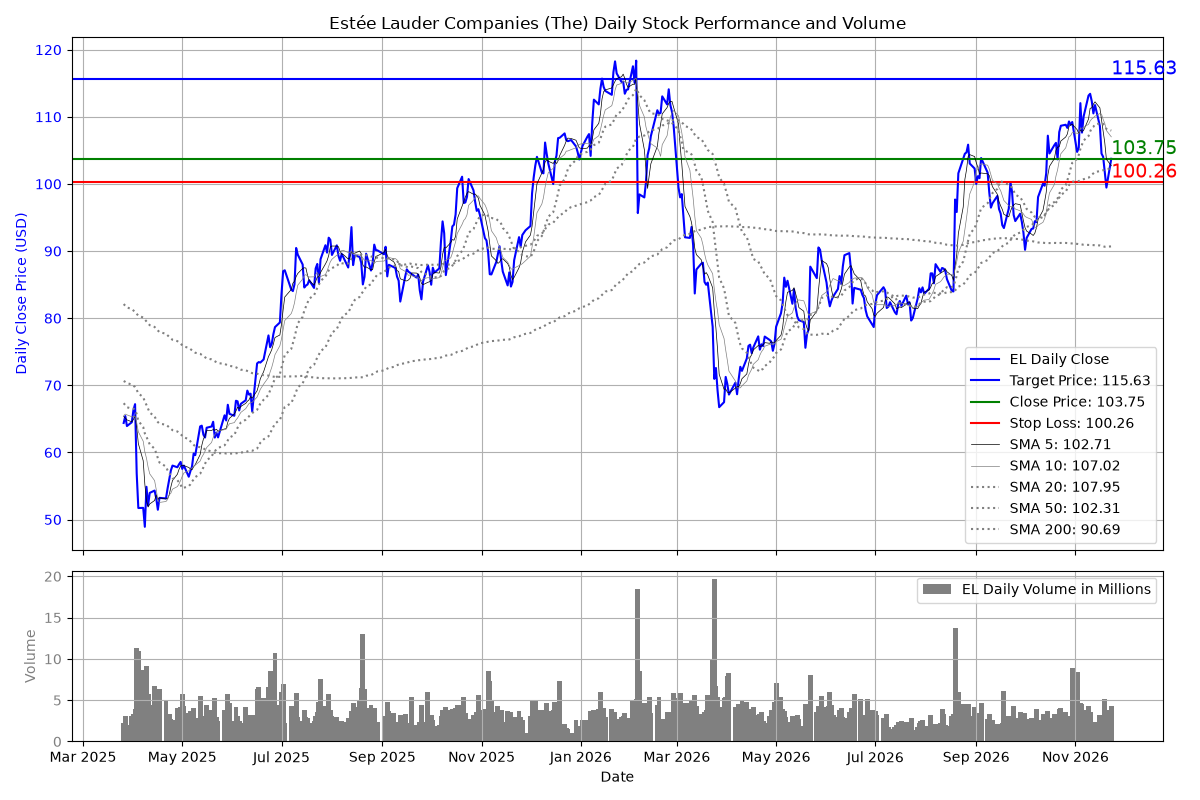 Estée Lauder Companies (The) Daily Stock Performance and Volume
120
110
100
90
80
70
60
50
Daily Close Price (USD)
115.63
103.75
100.26
EL Daily Close
Target Price: 115.63
Close Price: 103.75
Stop Loss: 100.26
SMA 5: 102.71
SMA 10: 107.02
SMA 20: 107.95
SMA 50: 102.31
SMA 200: 90.69
20
15
10
5
0
Volume
EL Daily Volume in Millions
Mar 2025 May 2025 Jul 2025 Sep 2025 Nov 2025 Jan 2026 Mar 2026 May 2026 Jul 2026 Sep 2026 Nov 2026
Date